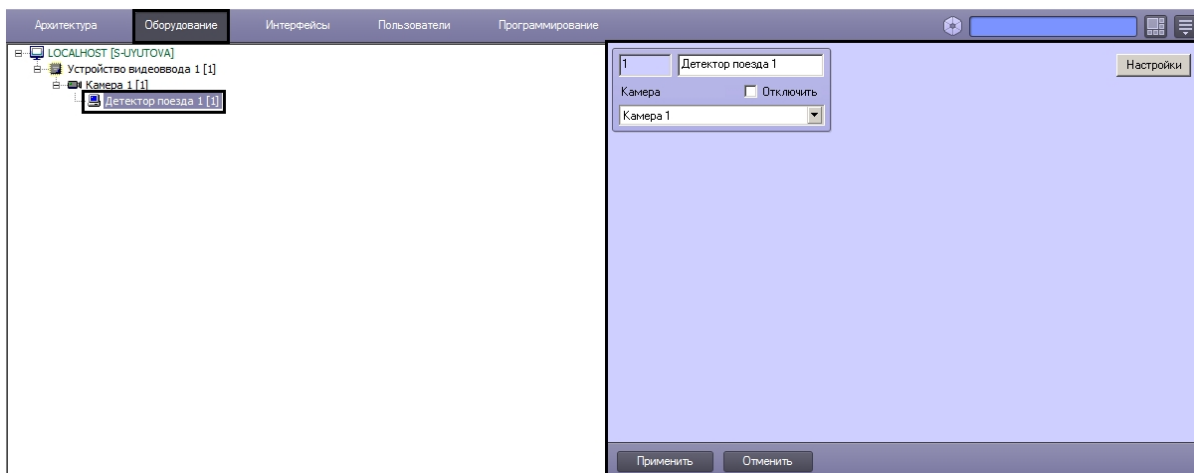 Архитектура Оборудование Интерфейсы Пользователи Программирование
LOCALHOST [S-UYUTOVA]
Устройство видеоввода 1 [1]
Камера 1 [1]
Детектор поезда 1 [1]
1 Детектор поезда 1 Настройки
Камера Отключить
Камера 1
Применить Отменить